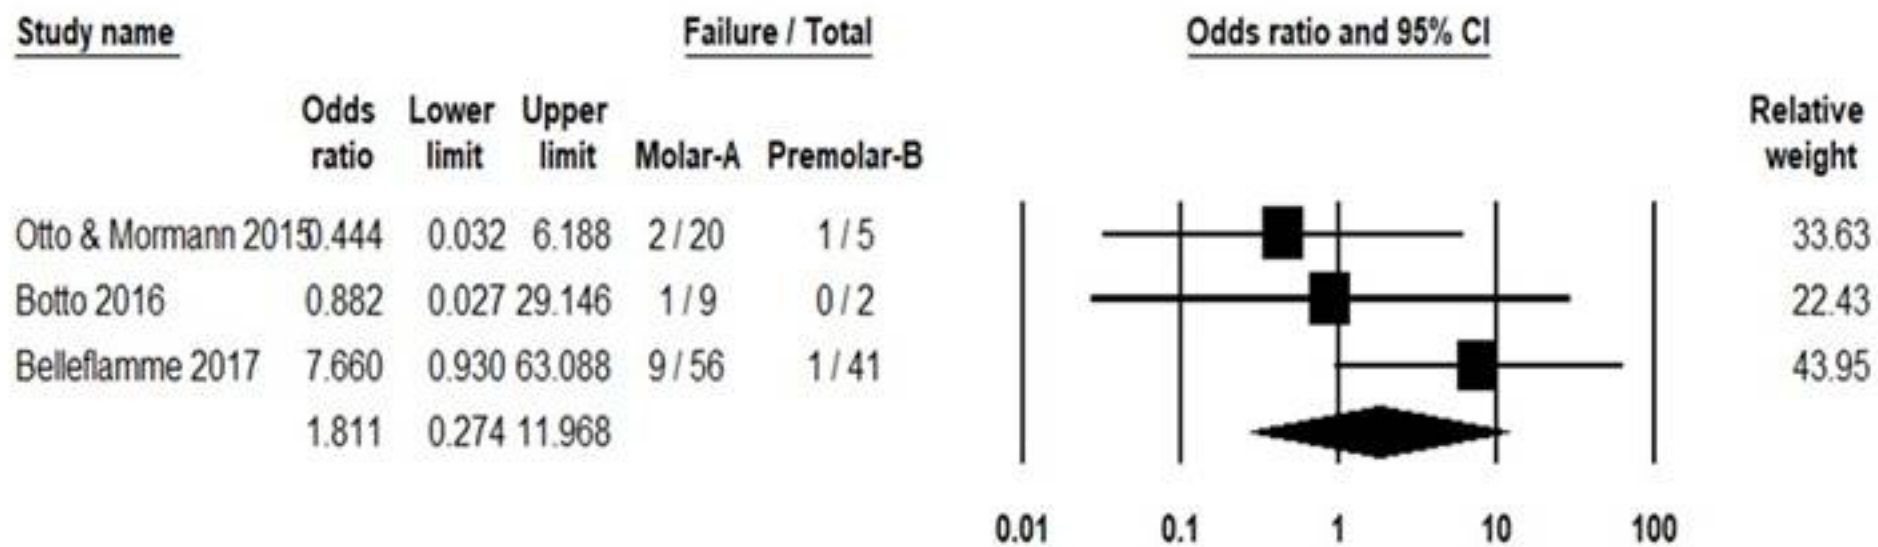 Study name Failure / Total Odds ratio and 95% CI
Odds ratio Lower limit Upper limit Molar-A Premolar-B Relative weight
Otto & Mormann 2015 0.444 0.032 6.188 2 / 20 1 / 5 33.63
Botto 2016 0.882 0.027 29.146 1 / 9 0 / 2 22.43
Belleflamme 2017 7.660 0.930 63.088 9 / 56 1 / 41 43.95
1.811 0.274 11.968
0.01 0.1 1 10 100